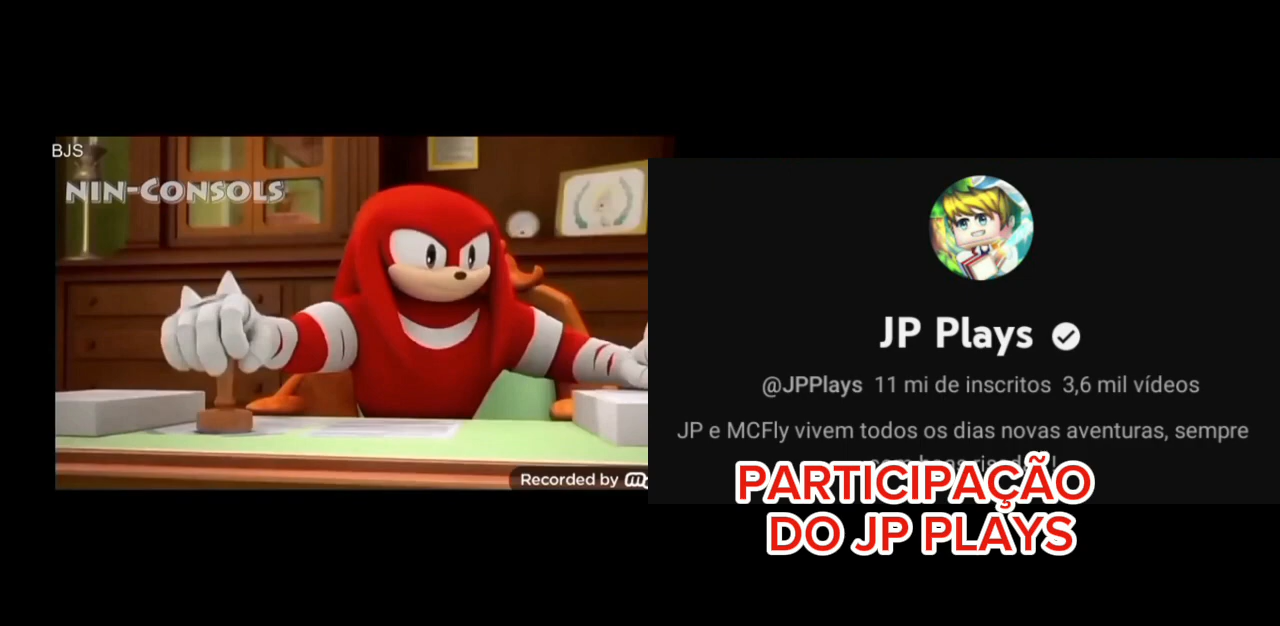 BJS
NIN-CONSOLS
Recorded by
JP Plays
@JPPlays 11 mi de inscritos 3,6 mil vídeos
JP e MCFly vivem todos os dias novas aventuras, sempre
PARTICIPAÇÃO
DO JP PLAYS